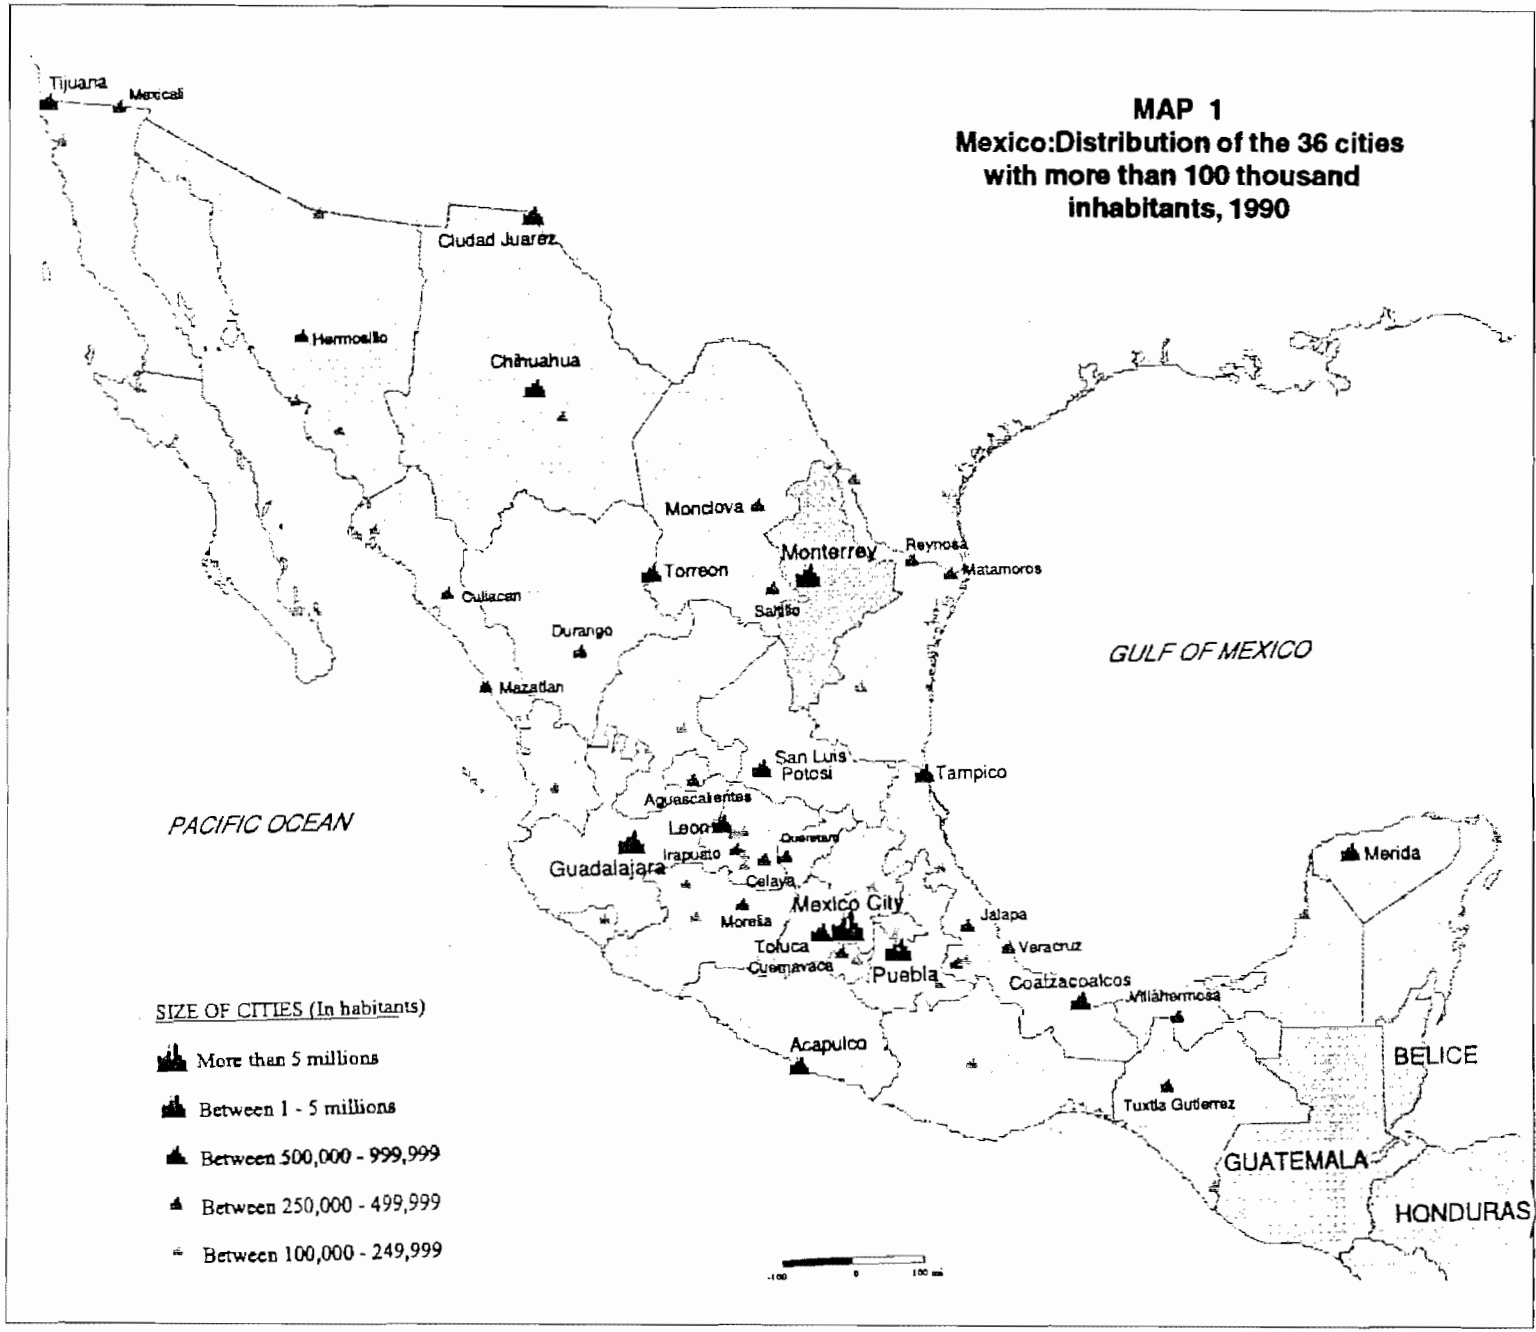 MAP 1
Mexico:Distribution of the 36 cities
with more than 100 thousand
inhabitants, 1990
Tijuana
Mexicali
Ciudad Juarez
Hermosillo
Chihuahua
Monclova
Monterrey
Reynosa
Matamoros
Torreon
Saltillo
Culiacan
Durango
Mazatlan
GULF OF MEXICO
San Luis
Potosi
Tampico
Aguascalientes
PACIFIC OCEAN
Leon
Queretaro
Irapuato
Guadalajara
Celaya
Merida
Mexico City
Morelia
Jalapa
Toluca
Veracruz
Cuernavaca
Puebla
Coatzacoalcos
Villahermosa
Acapulco
BELICE
Tuxtla Gutierrez
GUATEMALA
HONDURAS
SIZE OF CITIES (In habitants)
More than 5 millions
Between 1 - 5 millions
Between 500,000 - 999,999
Between 250,000 - 499,999
Between 100,000 - 249,999
-100 0 100 mi